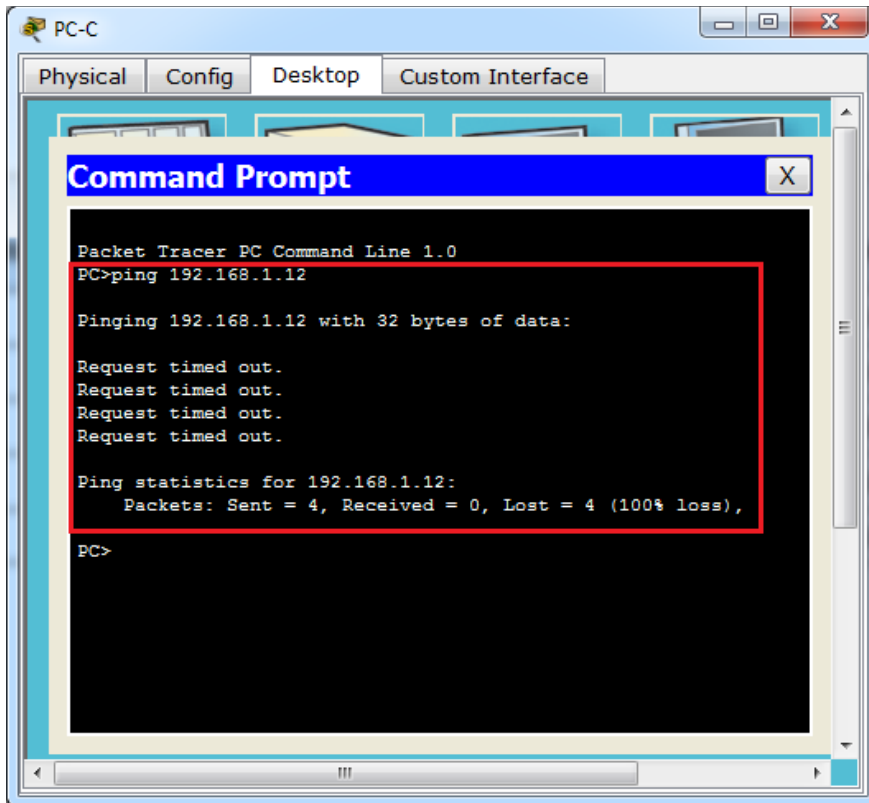 PC-C
Physical Config Desktop Custom Interface
Command Prompt
X
Packet Tracer PC Command Line 1.0
PC>ping 192.168.1.12
Pinging 192.168.1.12 with 32 bytes of data:
Request timed out.
Request timed out.
Request timed out.
Request timed out.
Ping statistics for 192.168.1.12:
Packets: Sent = 4, Received = 0, Lost = 4 (100% loss),
PC>